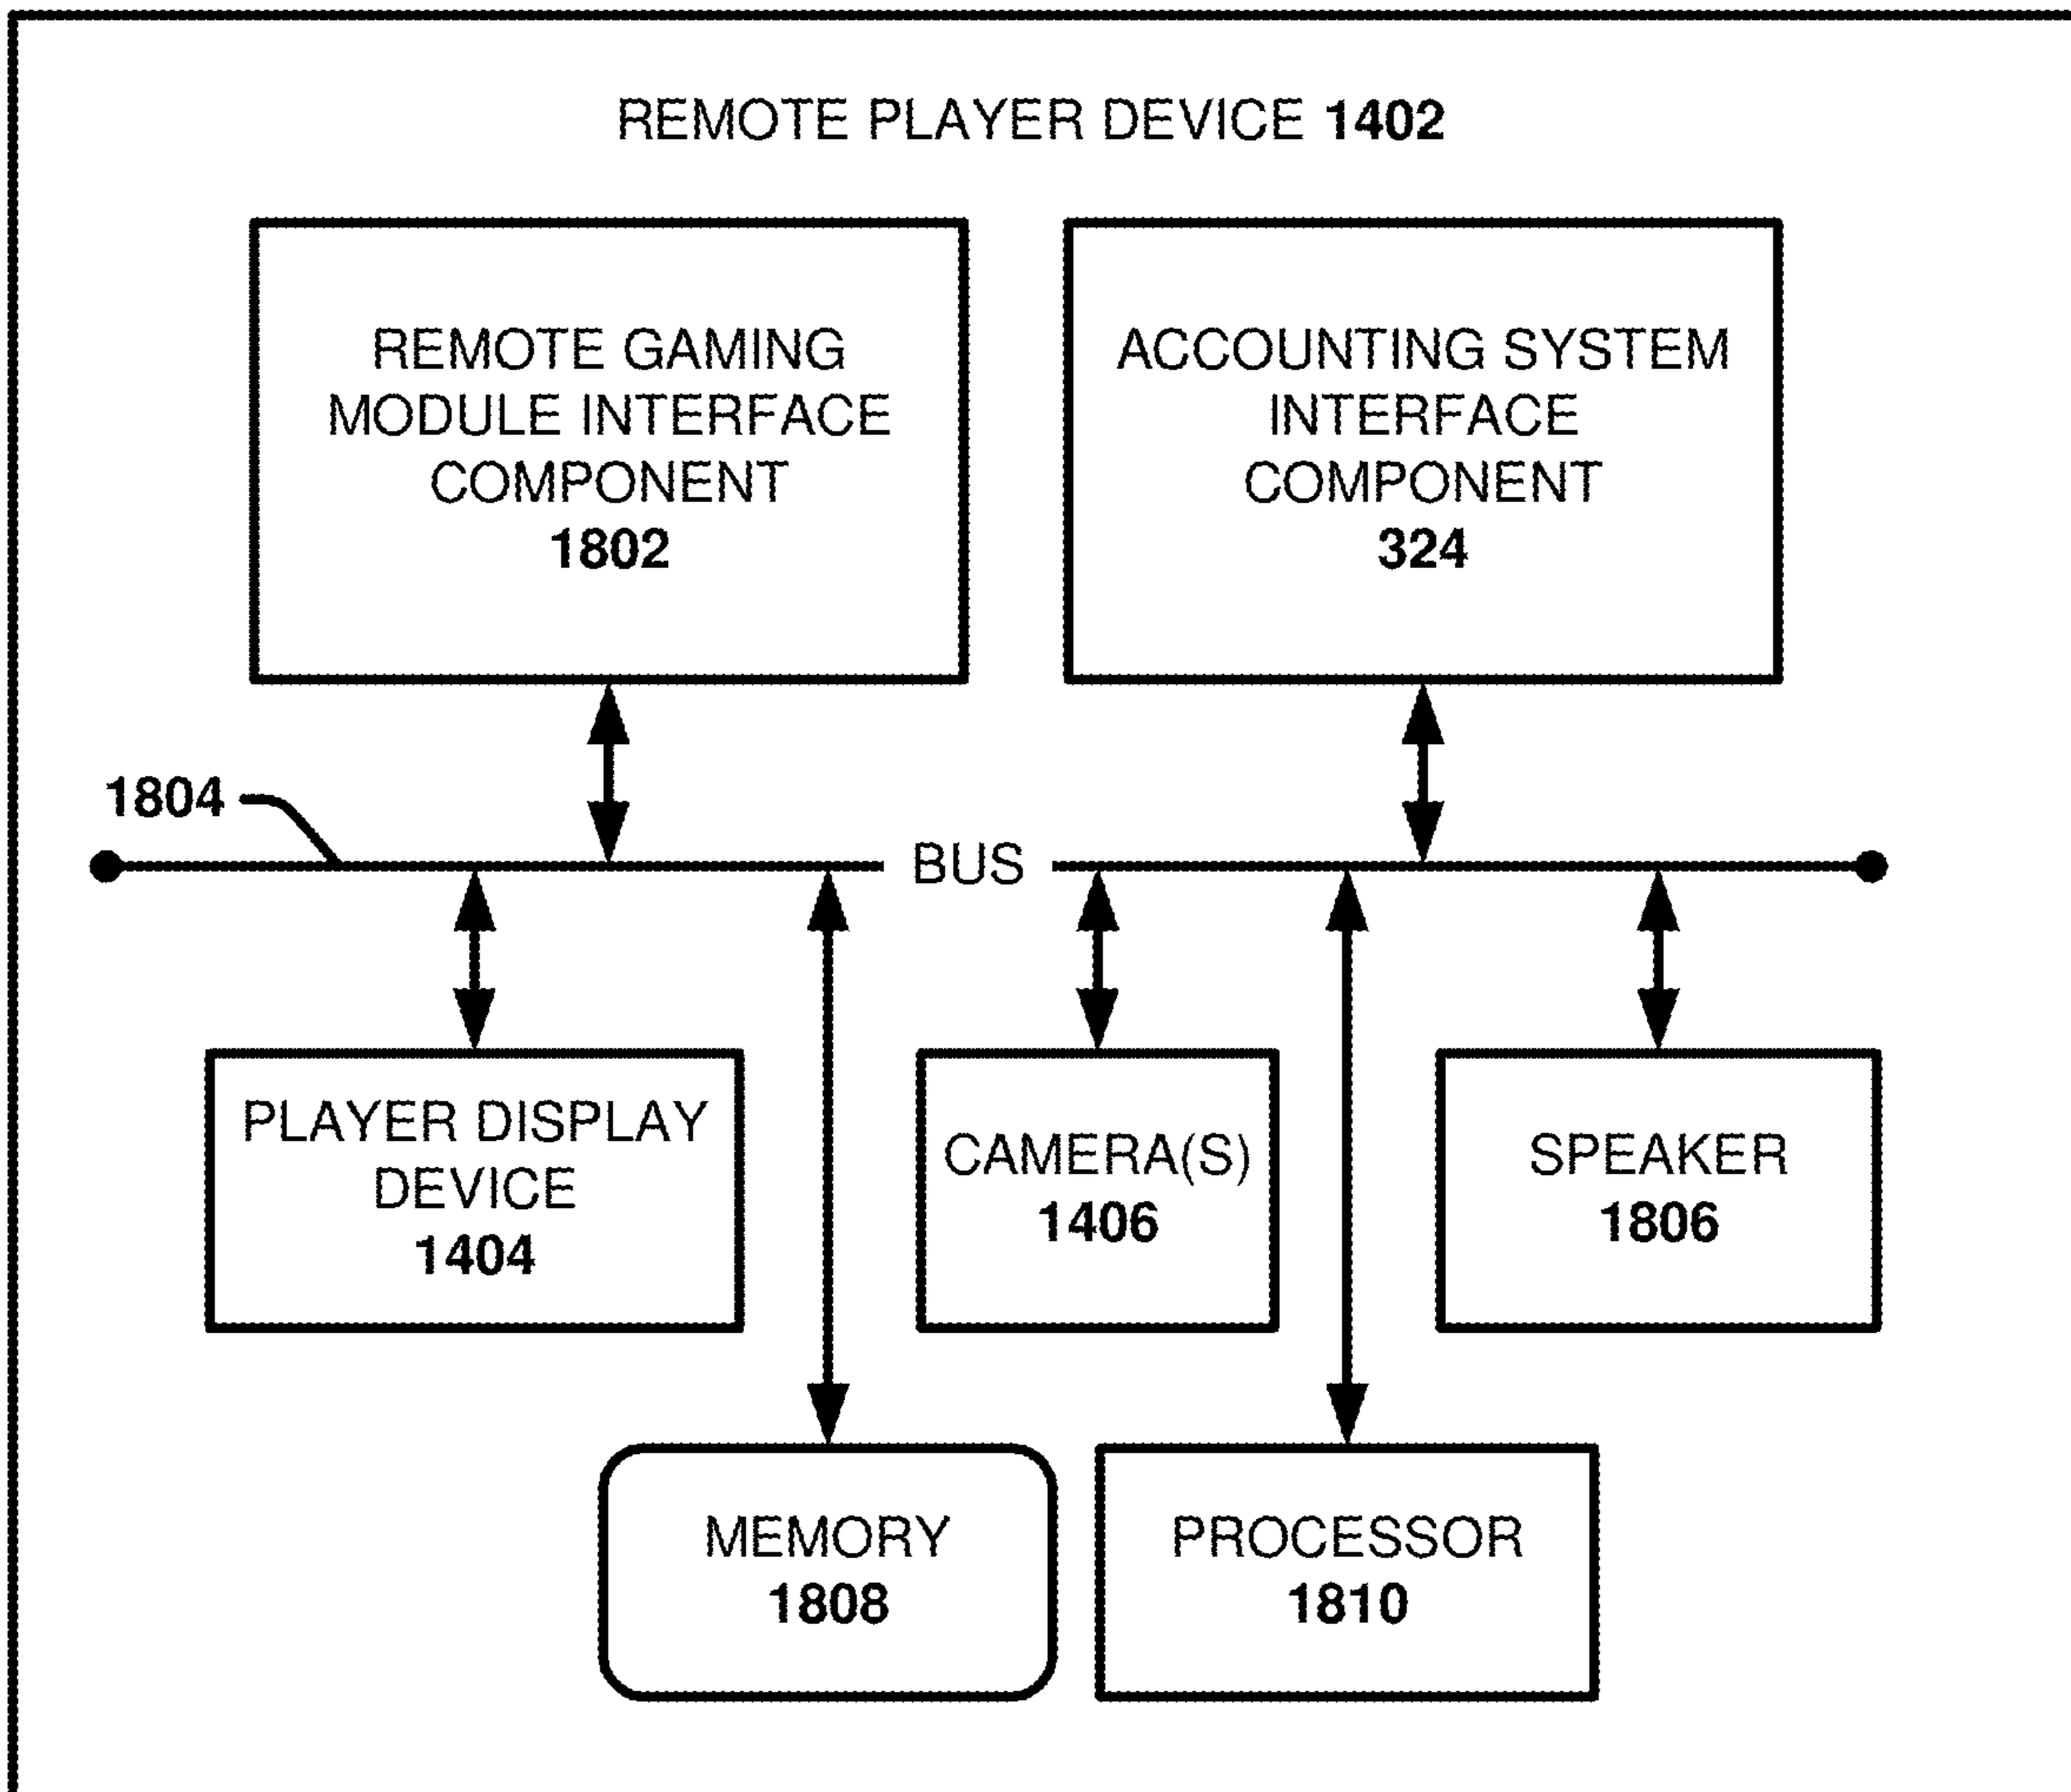 REMOTE PLAYER DEVICE 1402
REMOTE GAMING
MODULE INTERFACE
COMPONENT
1802
ACCOUNTING SYSTEM
INTERFACE
COMPONENT
324
1804
BUS
PLAYER DISPLAY
DEVICE
1404
CAMERA(S)
1406
SPEAKER
1806
MEMORY
1808
PROCESSOR
1810